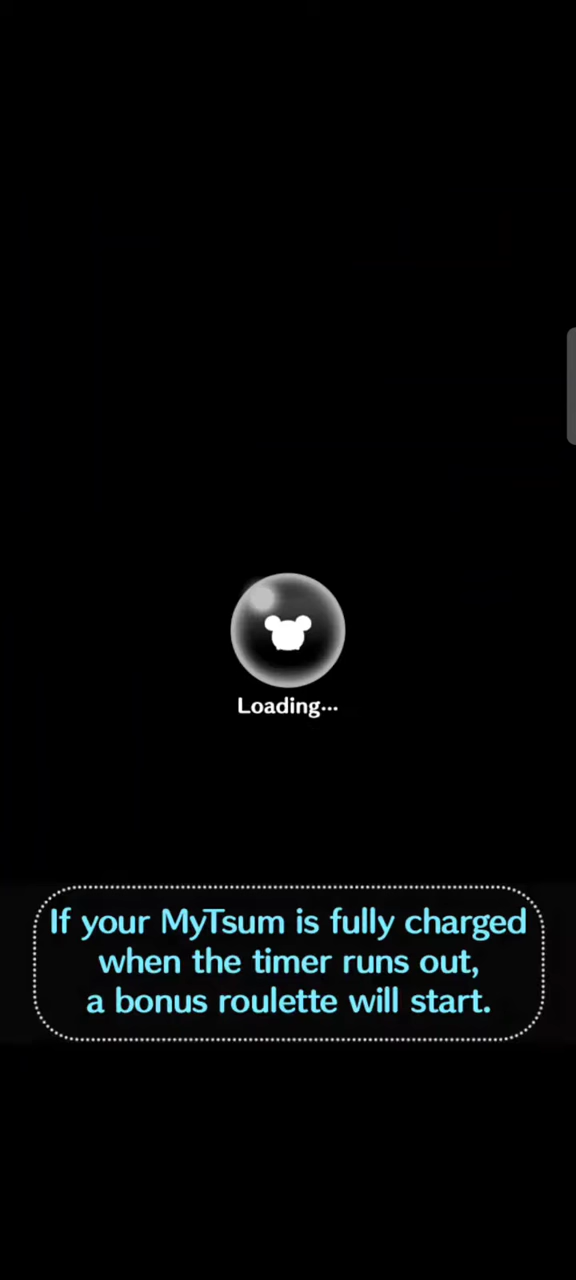 Loading...
If your MyTsum is fully charged
when the timer runs out,
a bonus roulette will start.